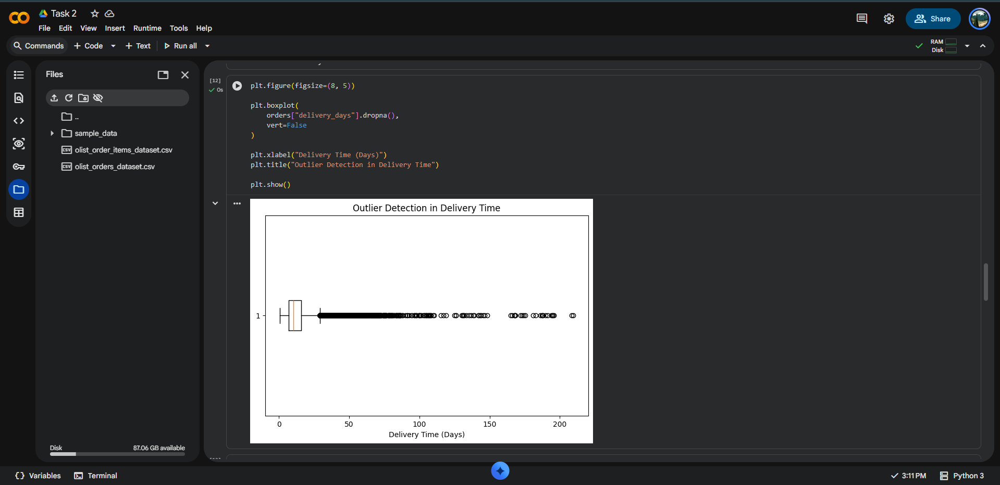 Task 2
File Edit View Insert Runtime Tools Help
Share
Commands + Code + Text Run all
RAM
Disk
Files
..
sample_data
olist_order_items_dataset.csv
olist_orders_dataset.csv
Disk 87.06 GB available
[12]
0s
plt.figure(figsize=(8, 5))
plt.boxplot(
orders["delivery_days"].dropna(),
vert=False
)
plt.xlabel("Delivery Time (Days)")
plt.title("Outlier Detection in Delivery Time")
plt.show()
Outlier Detection in Delivery Time
1
0 50 100 150 200
Delivery Time (Days)
Variables Terminal
3:11 PM Python 3